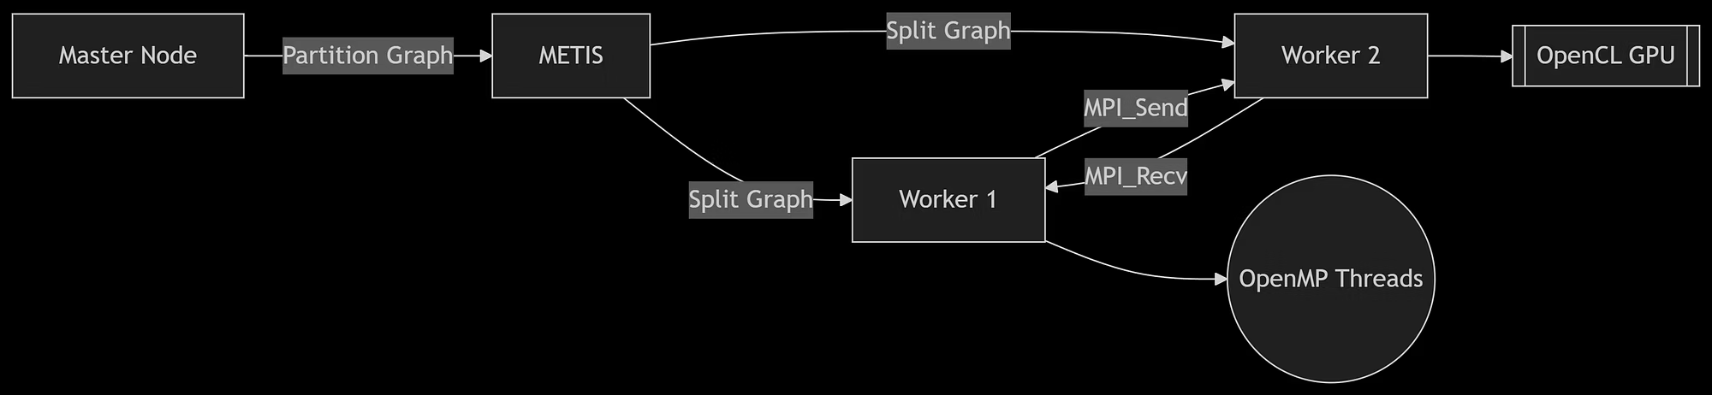 Master Node
Partition Graph
METIS
Split Graph
Worker 2
OpenCL GPU
MPI_Send
MPI_Recv
Split Graph
Worker 1
OpenMP Threads